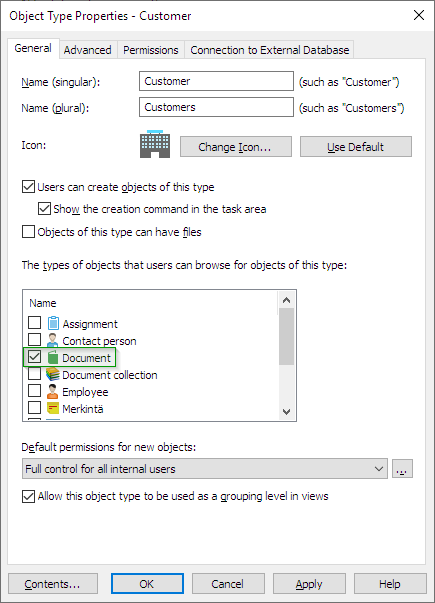 Object Type Properties - Customer
General
Advanced
Permissions
Connection to External Database
Name (singular):
Customer
(such as "Customer")
Name (plural):
Customers
(such as "Customers")
Icon:
Change Icon...
Use Default
Users can create objects of this type
Show the creation command in the task area
Objects of this type can have files
The types of objects that users can browse for objects of this type:
Name
Assignment
Contact person
Document
Document collection
Employee
Merkintä
Default permissions for new objects:
Full control for all internal users
...
Allow this object type to be used as a grouping level in views
Contents...
OK
Cancel
Apply
Help